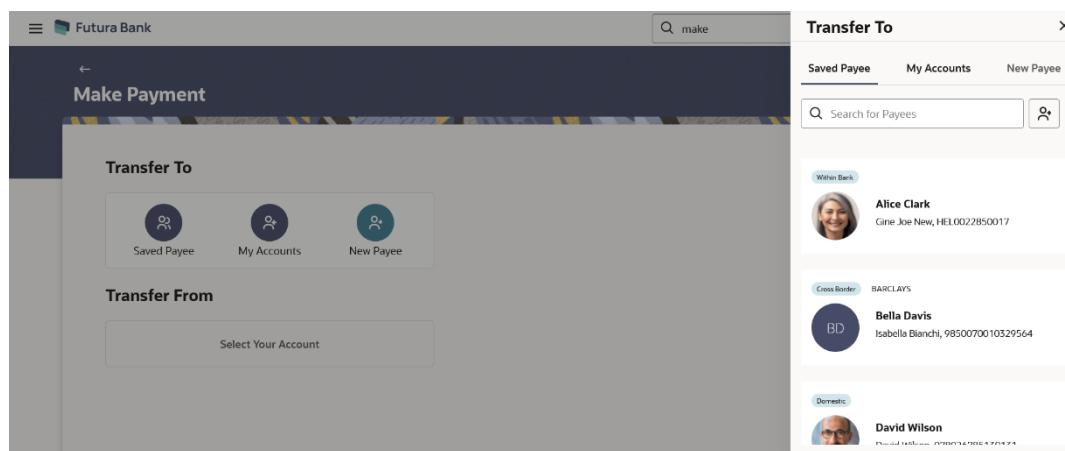 Futura Bank
make
Make Payment
Transfer To
Saved Payee
My Accounts
New Payee
Transfer From
Select Your Account
Transfer To
Saved Payee
My Accounts
New Payee
Search for Payees
Within Bank
Alice Clark
Gine Joe New, HEL0022850017
Cross Border
BARCLAYS
BD
Bella Davis
Isabella Bianchi, 9850070010329564
Domestic
David Wilson